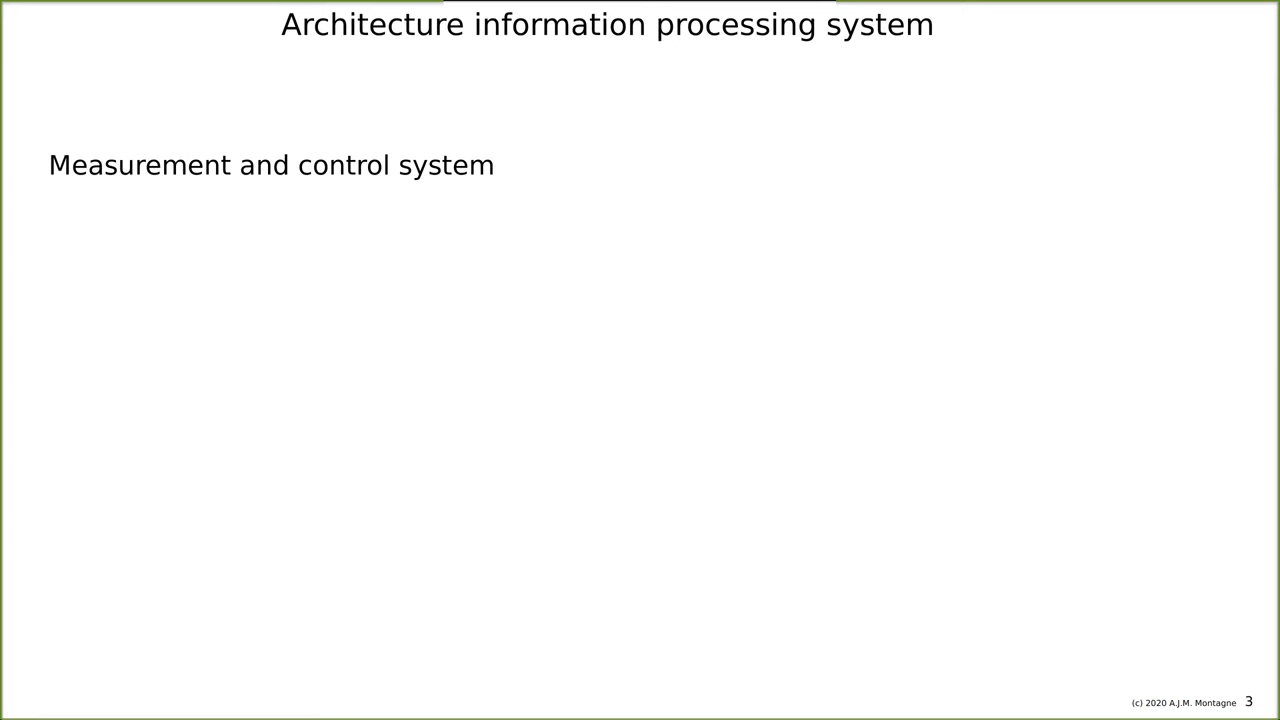 Architecture information processing system
Measurement and control system
(c) 2020 A.J.M. Montagne 3